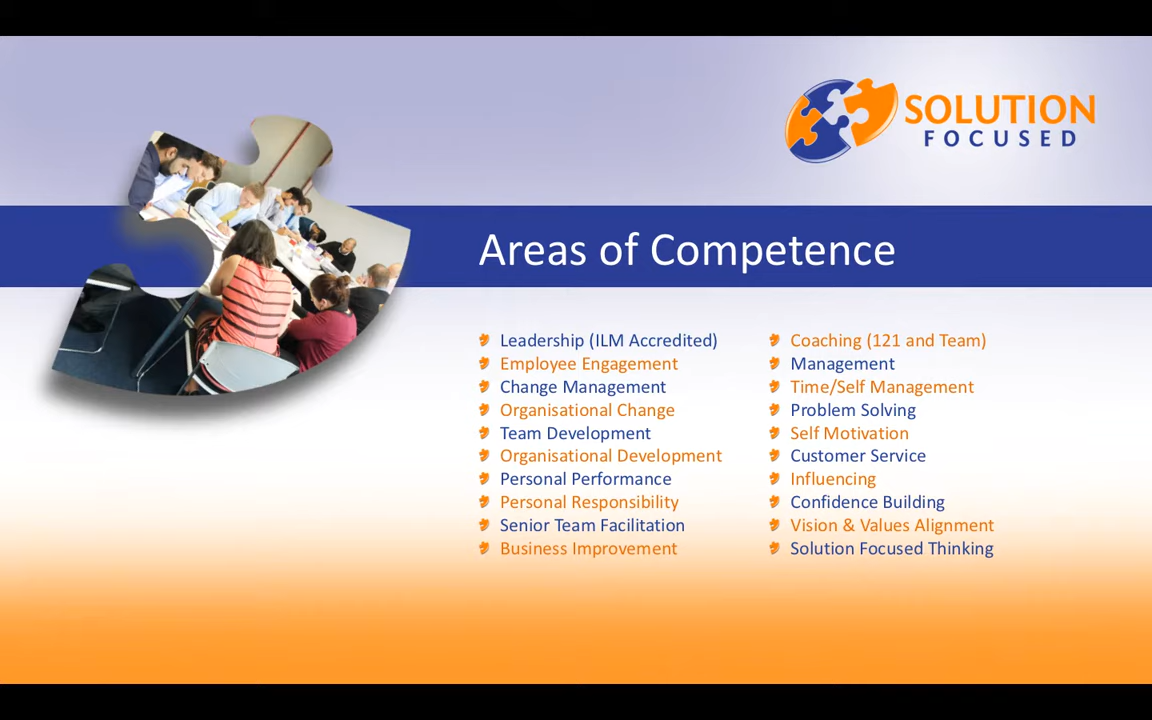 SOLUTION
FOCUSED
Areas of Competence
Leadership (ILM Accredited)
Employee Engagement
Change Management
Organisational Change
Team Development
Organisational Development
Personal Performance
Personal Responsibility
Senior Team Facilitation
Business Improvement
Coaching (121 and Team)
Management
Time/Self Management
Problem Solving
Self Motivation
Customer Service
Influencing
Confidence Building
Vision & Values Alignment
Solution Focused Thinking